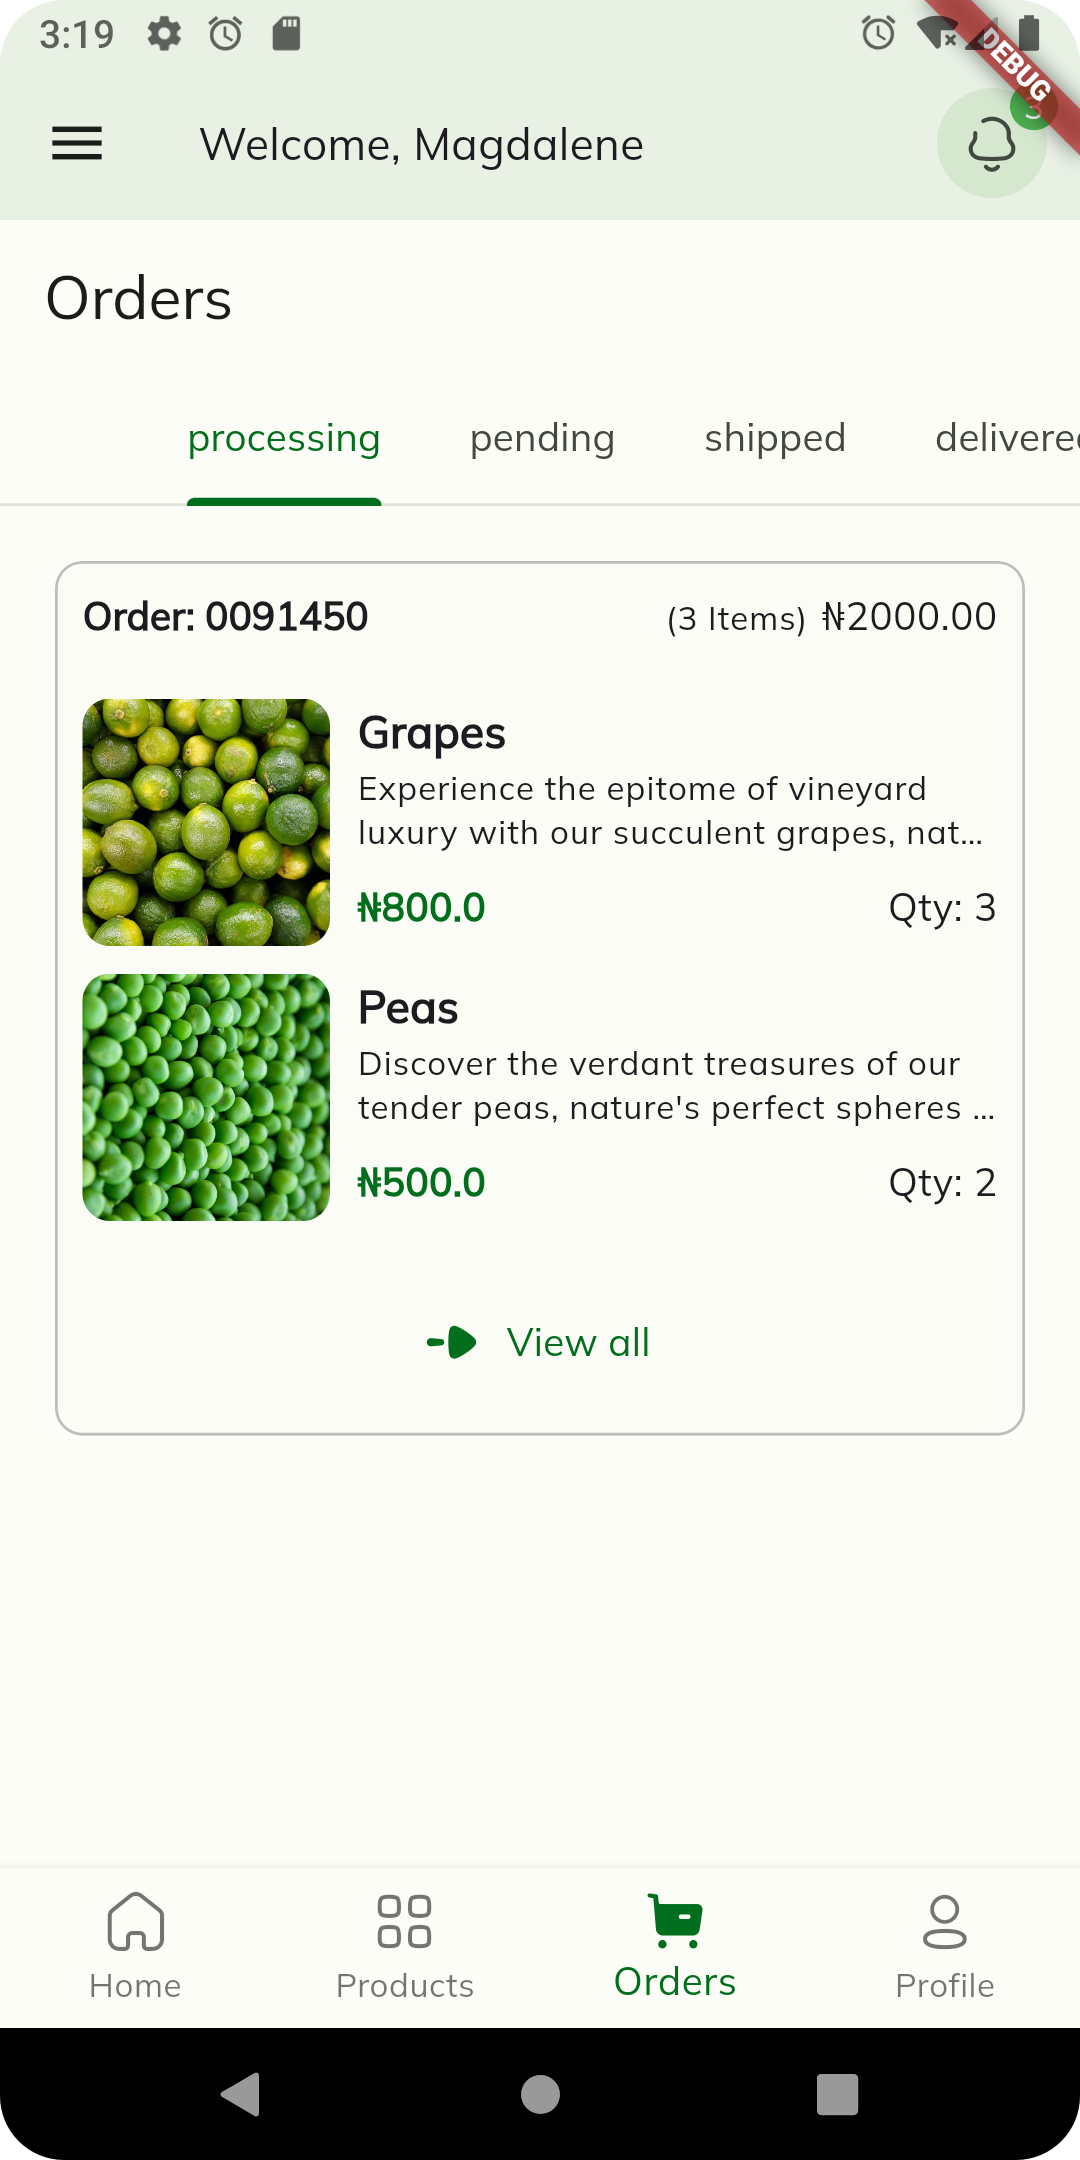 3:19
DEBUG
3
Welcome, Magdalene
Orders
processing pending shipped delivered
Order: 0091450 (3 Items) ₦2000.00
Grapes
Experience the epitome of vineyard
luxury with our succulent grapes, nat...
₦800.0 Qty: 3
Peas
Discover the verdant treasures of our
tender peas, nature's perfect spheres ...
₦500.0 Qty: 2
View all
Home Products Orders Profile